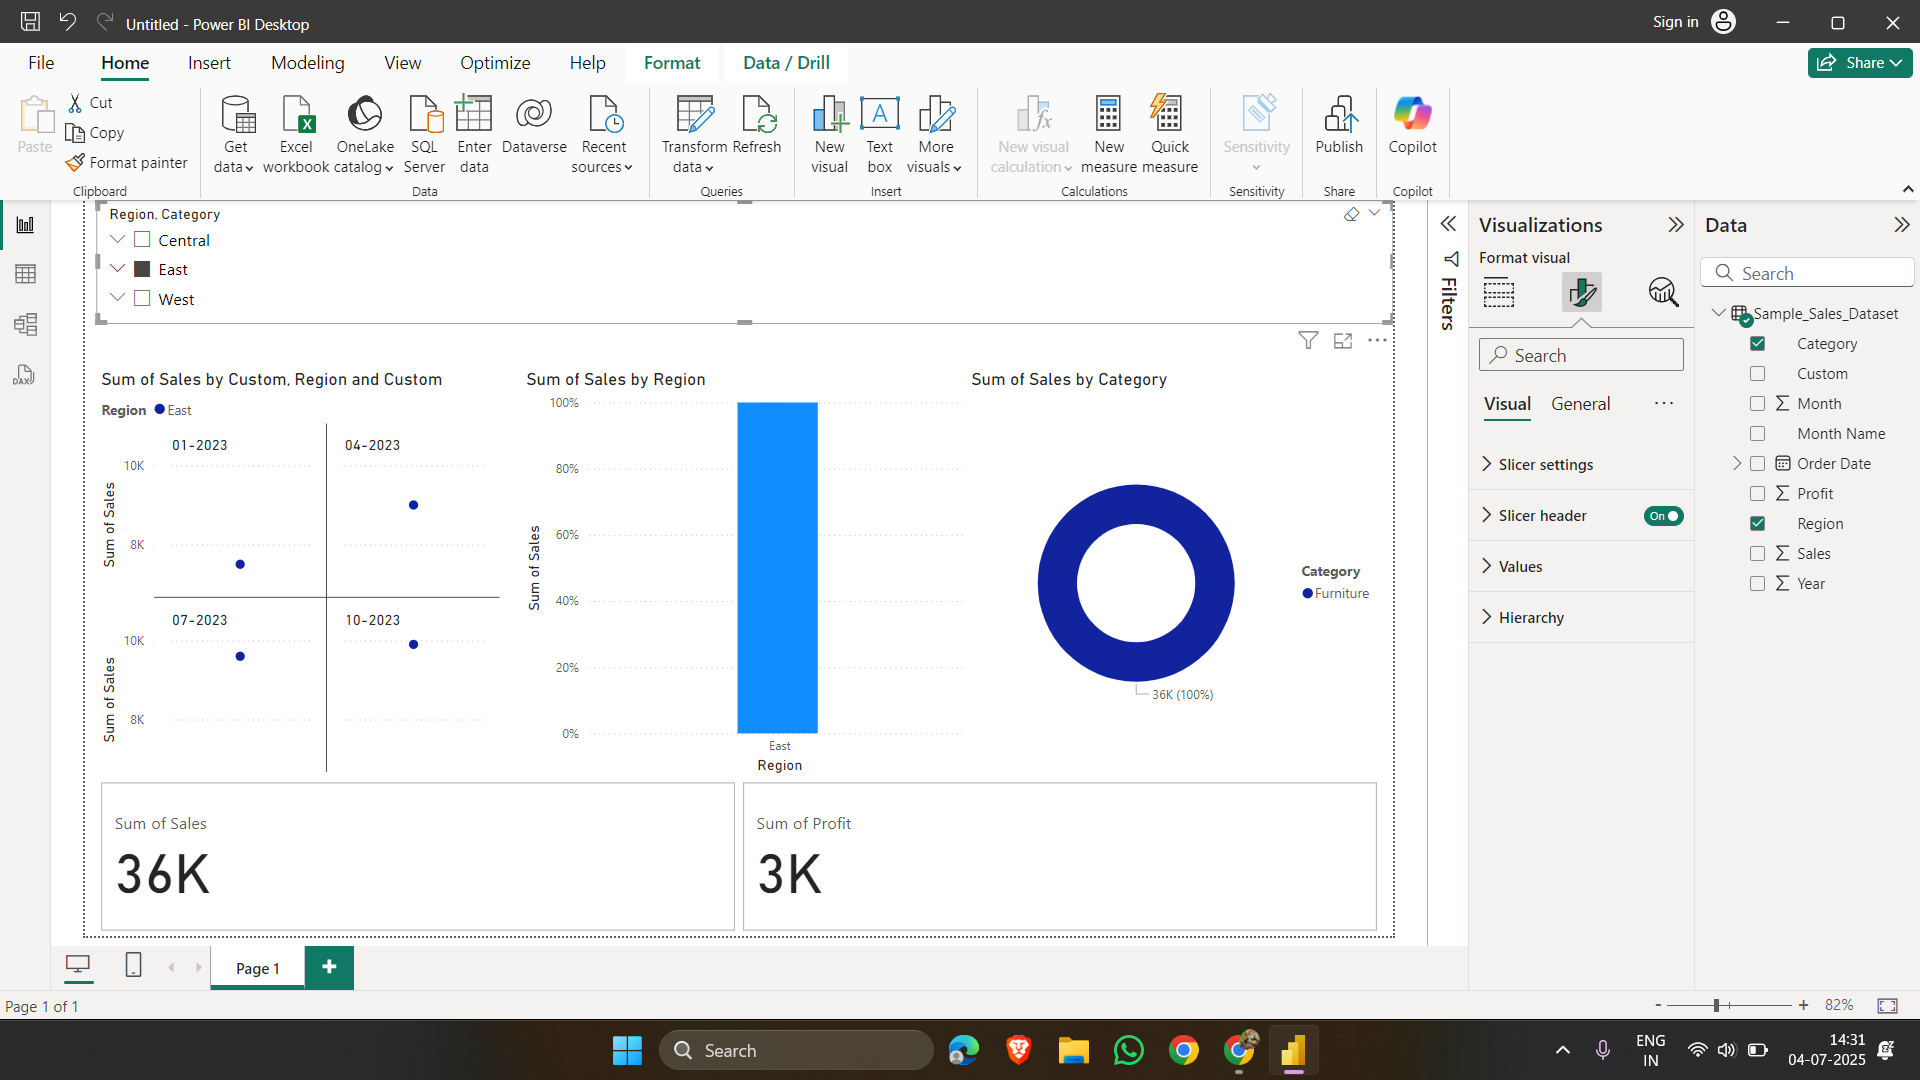 Untitled - Power BI Desktop
Sign in
File Home Insert Modeling View Optimize Help Format Data / Drill
Share
Paste
Cut
Copy
Format painter
Clipboard
Get data
Excel workbook
OneLake catalog
SQL Server
Enter data
Dataverse
Recent sources
Data
Transform data
Refresh
Queries
New visual
Text box
More visuals
Insert
New visual calculation
New measure
Quick measure
Calculations
Sensitivity
Sensitivity
Publish
Share
Copilot
Copilot
Region, Category
Central
East
West
Sum of Sales by Custom, Region and Custom
Region East
01-2023
04-2023
10K
8K
Sum of Sales
07-2023
10-2023
10K
8K
Sum of Sales
Sum of Sales by Region
100%
80%
60%
40%
20%
0%
Sum of Sales
East
Region
Sum of Sales by Category
36K (100%)
Category
Furniture
Sum of Sales
36K
Sum of Profit
3K
Filters
Visualizations
Format visual
Search
Visual General
Slicer settings
Slicer header On
Values
Hierarchy
Data
Search
Sample_Sales_Dataset
Category
Custom
Month
Month Name
Order Date
Profit
Region
Sales
Year
Page 1
Page 1 of 1
- + 82%
Search
ENG
IN
14:31
04-07-2025